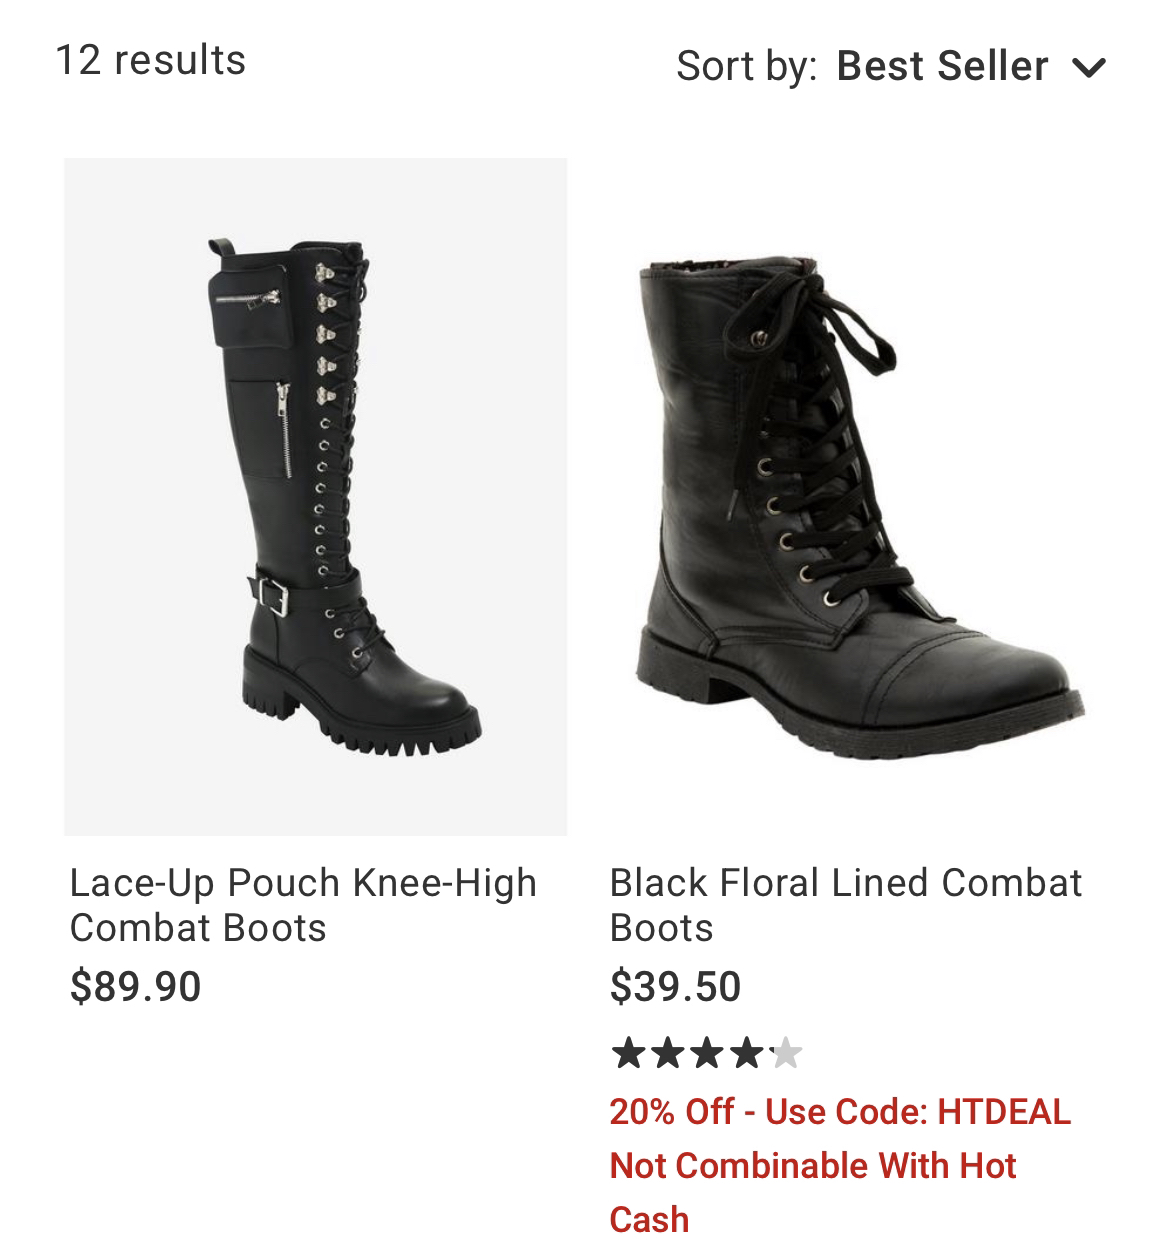 12 results
Sort by: Best Seller
Lace-Up Pouch Knee-High
Combat Boots
$89.90
Black Floral Lined Combat
Boots
$39.50
20% Off - Use Code: HTDEAL
Not Combinable With Hot
Cash